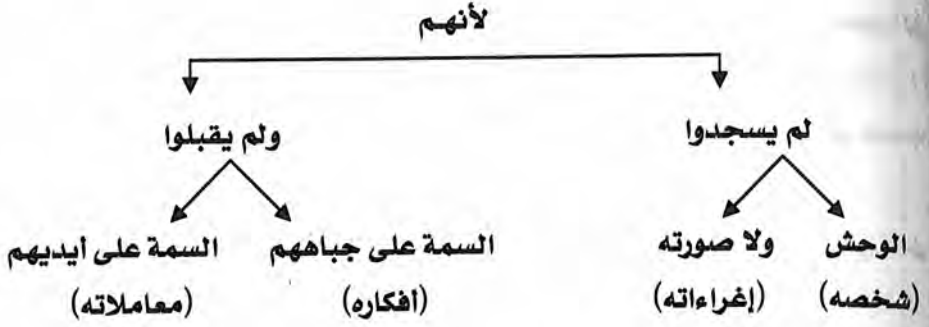 لأنهم
لم يسجدوا
ولم يقبلوا
الوحش
ولا صورته
السمة على جباههم
السمة على أيديهم
(شخصه)
(إغراءاته)
(أفكاره)
(معاملاته)